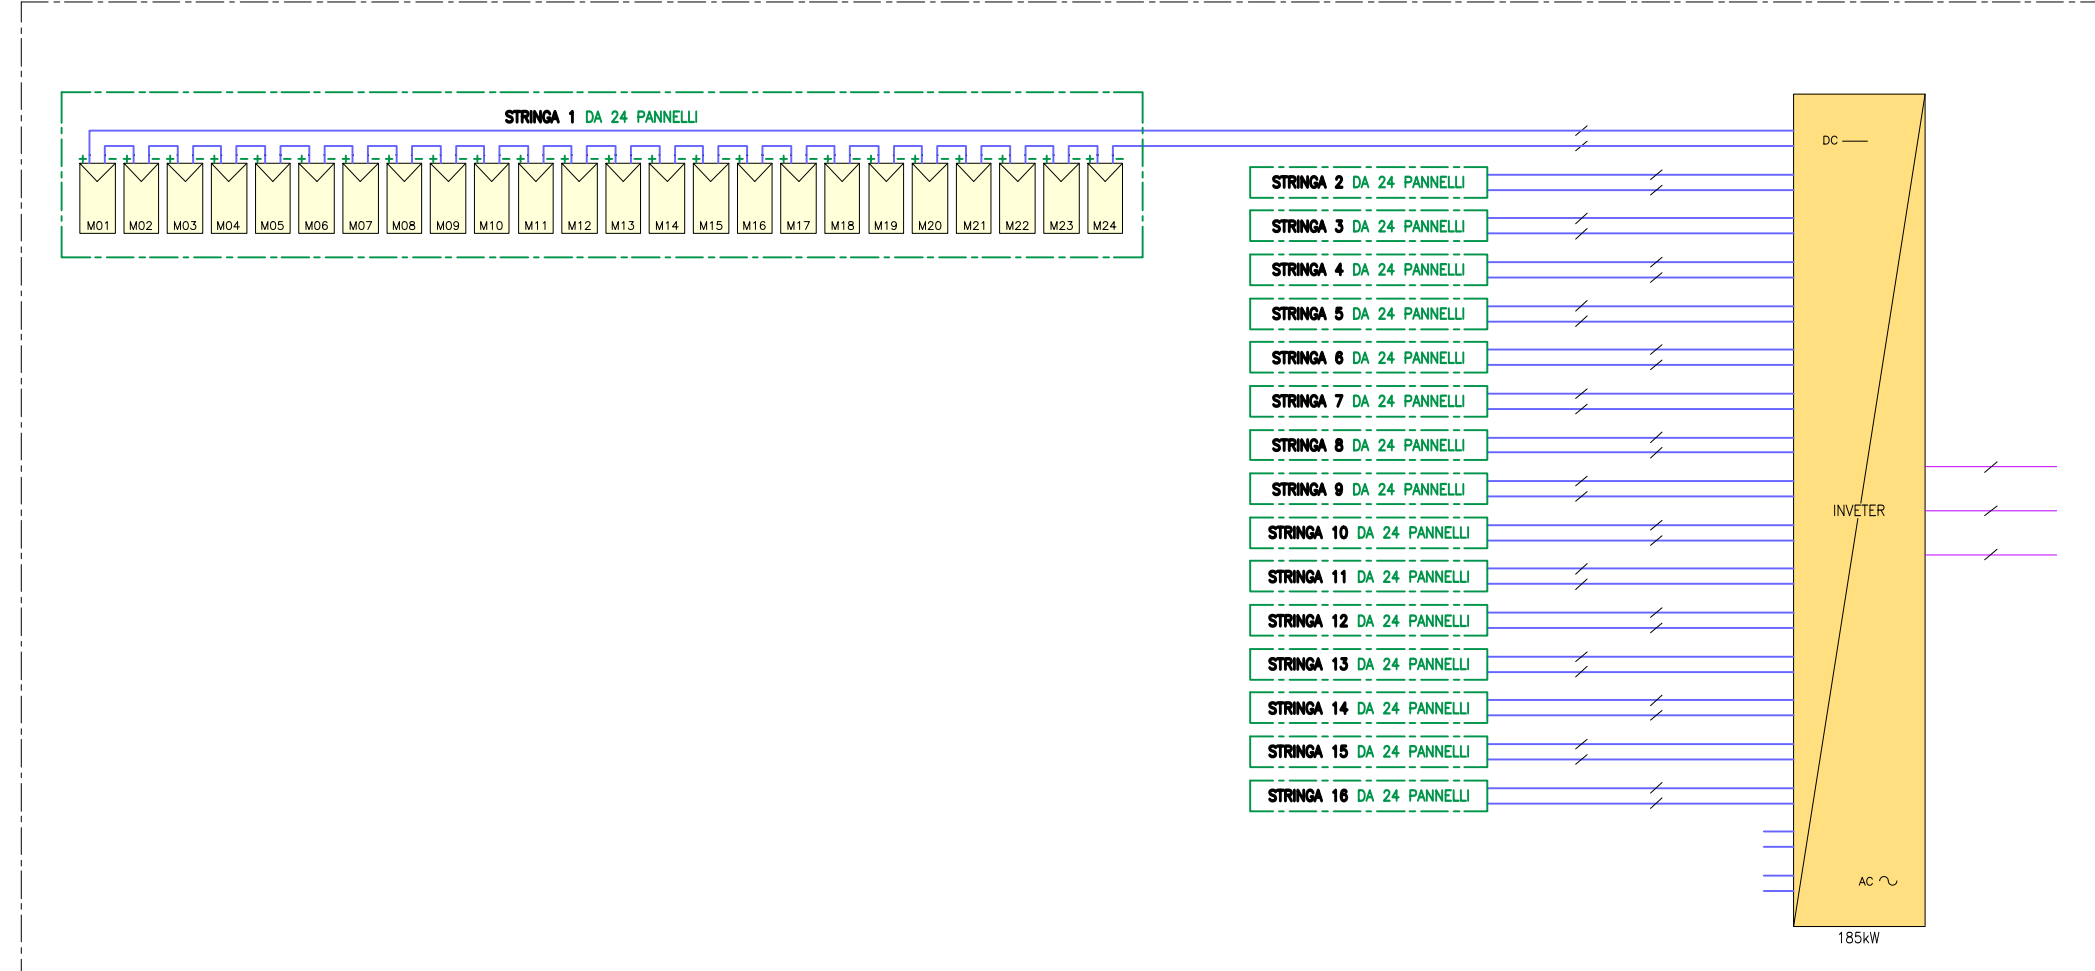 STRINGA 1 DA 24 PANNELLI
+ - + - + - + - + - + - + - + - + - + - + - + - + - + - + - + - + - + - + - + - + - + - + - + -
M01 M02 M03 M04 M05 M06 M07 M08 M09 M10 M11 M12 M13 M14 M15 M16 M17 M18 M19 M20 M21 M22 M23 M24
DC
STRINGA 2 DA 24 PANNELLI
STRINGA 3 DA 24 PANNELLI
STRINGA 4 DA 24 PANNELLI
STRINGA 5 DA 24 PANNELLI
STRINGA 6 DA 24 PANNELLI
STRINGA 7 DA 24 PANNELLI
STRINGA 8 DA 24 PANNELLI
STRINGA 9 DA 24 PANNELLI
STRINGA 10 DA 24 PANNELLI
STRINGA 11 DA 24 PANNELLI
STRINGA 12 DA 24 PANNELLI
STRINGA 13 DA 24 PANNELLI
STRINGA 14 DA 24 PANNELLI
STRINGA 15 DA 24 PANNELLI
STRINGA 16 DA 24 PANNELLI
INVETER
AC
185kW